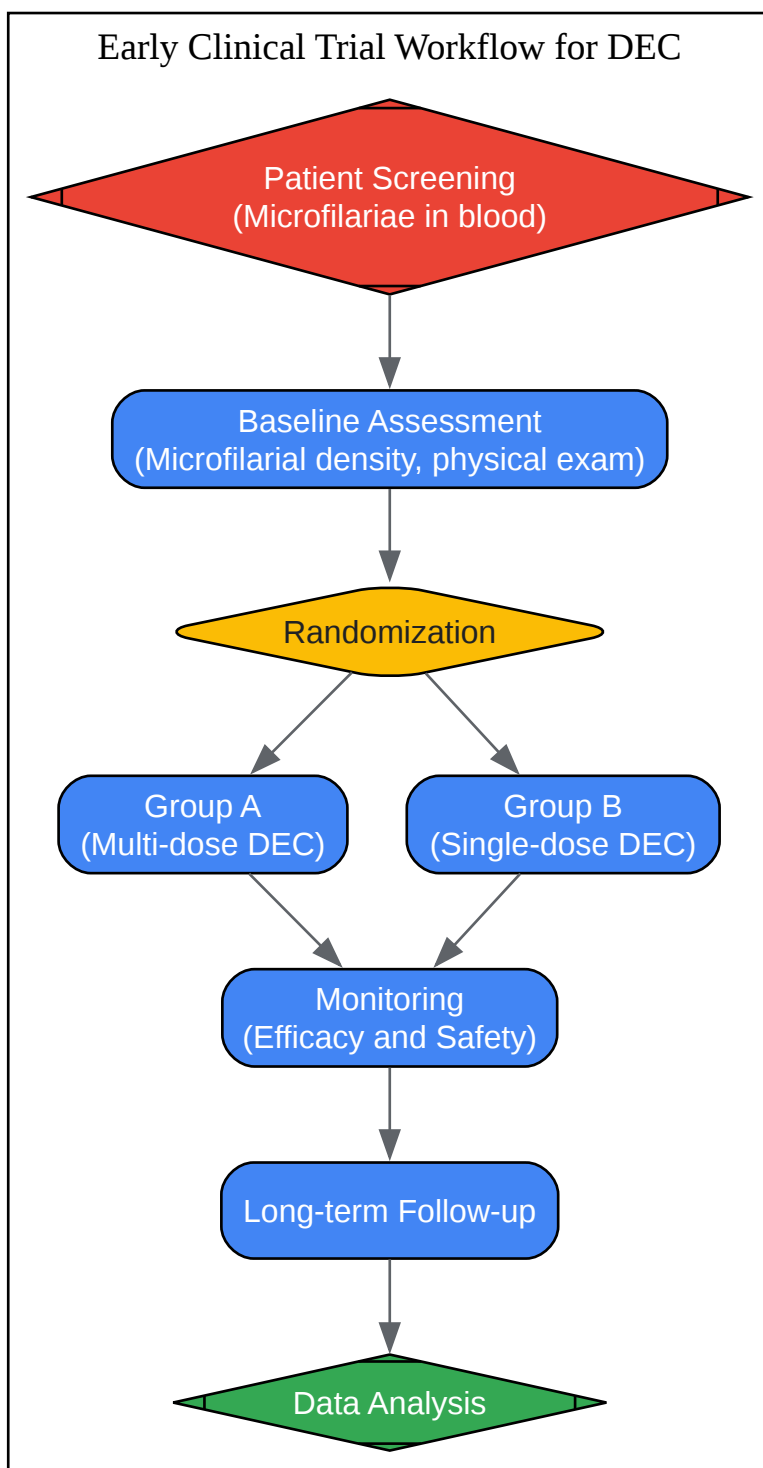 Early Clinical Trial Workflow for DEC
Patient Screening
(Microfilariae in blood)
Baseline Assessment
(Microfilarial density, physical exam)
Randomization
Group A
(Multi-dose DEC)
Group B
(Single-dose DEC)
Monitoring
(Efficacy and Safety)
Long-term Follow-up
Data Analysis